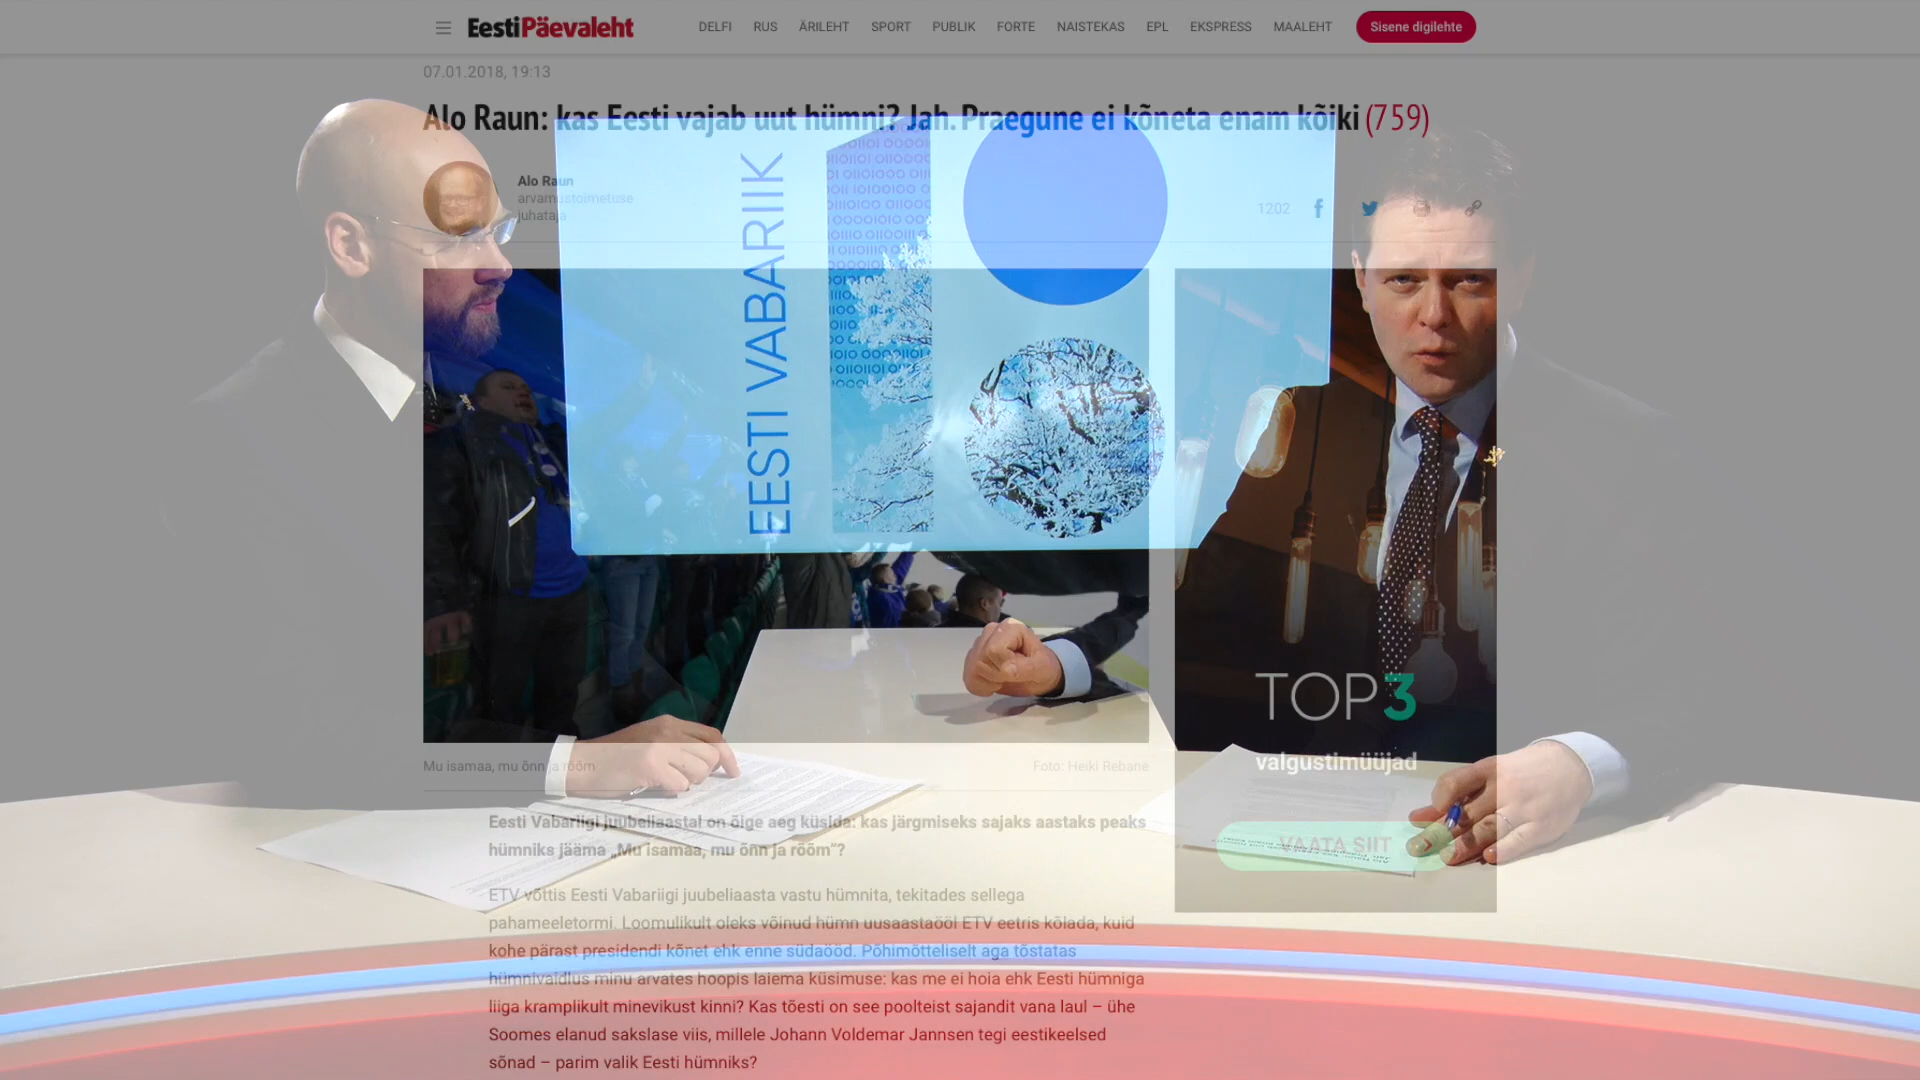 EestiPäevaleht
DELFI RUS ÄRILEHT SPORT PUBLIK FORTE NAISTEKAS EPL EKSPRESS MAALEHT
Sisene digilehte
07.01.2018, 19:13
Alo Raun: kas Eesti vajab uut hümni? Jah. Praegune ei kõneta enam kõiki (759)
Alo Raun
arvamustoimetuse
juhataja
1202
EESTI VABARIIK
TOP3
valgustimüüjad
VAATA SIIT
Mu isamaa, mu õnn ja rõõm
Foto: Heiki Rebane
Eesti Vabariigi juubeliaastal on õige aeg küsida: kas järgmiseks sajaks aastaks peaks
hümniks jääma „Mu isamaa, mu õnn ja rõõm“?
ETV võttis Eesti Vabariigi juubeliaasta vastu hümnita, tekitades sellega
pahameeletormi. Loomulikult oleks võinud hümn uusaastaööl ETV eetris kõlada, kuid
kohe pärast presidendi kõnet ehk enne südaööd. Põhimõtteliselt aga tõstatas
hümnivaidlus minu arvates hoopis laiema küsimuse: kas me ei hoia ehk Eesti hümniga
liiga kramplikult minevikust kinni? Kas tõesti on see poolteist sajandit vana laul – ühe
Soomes elanud sakslase viis, millele Johann Voldemar Jannsen tegi eestikeelsed
sõnad – parim valik Eesti hümniks?